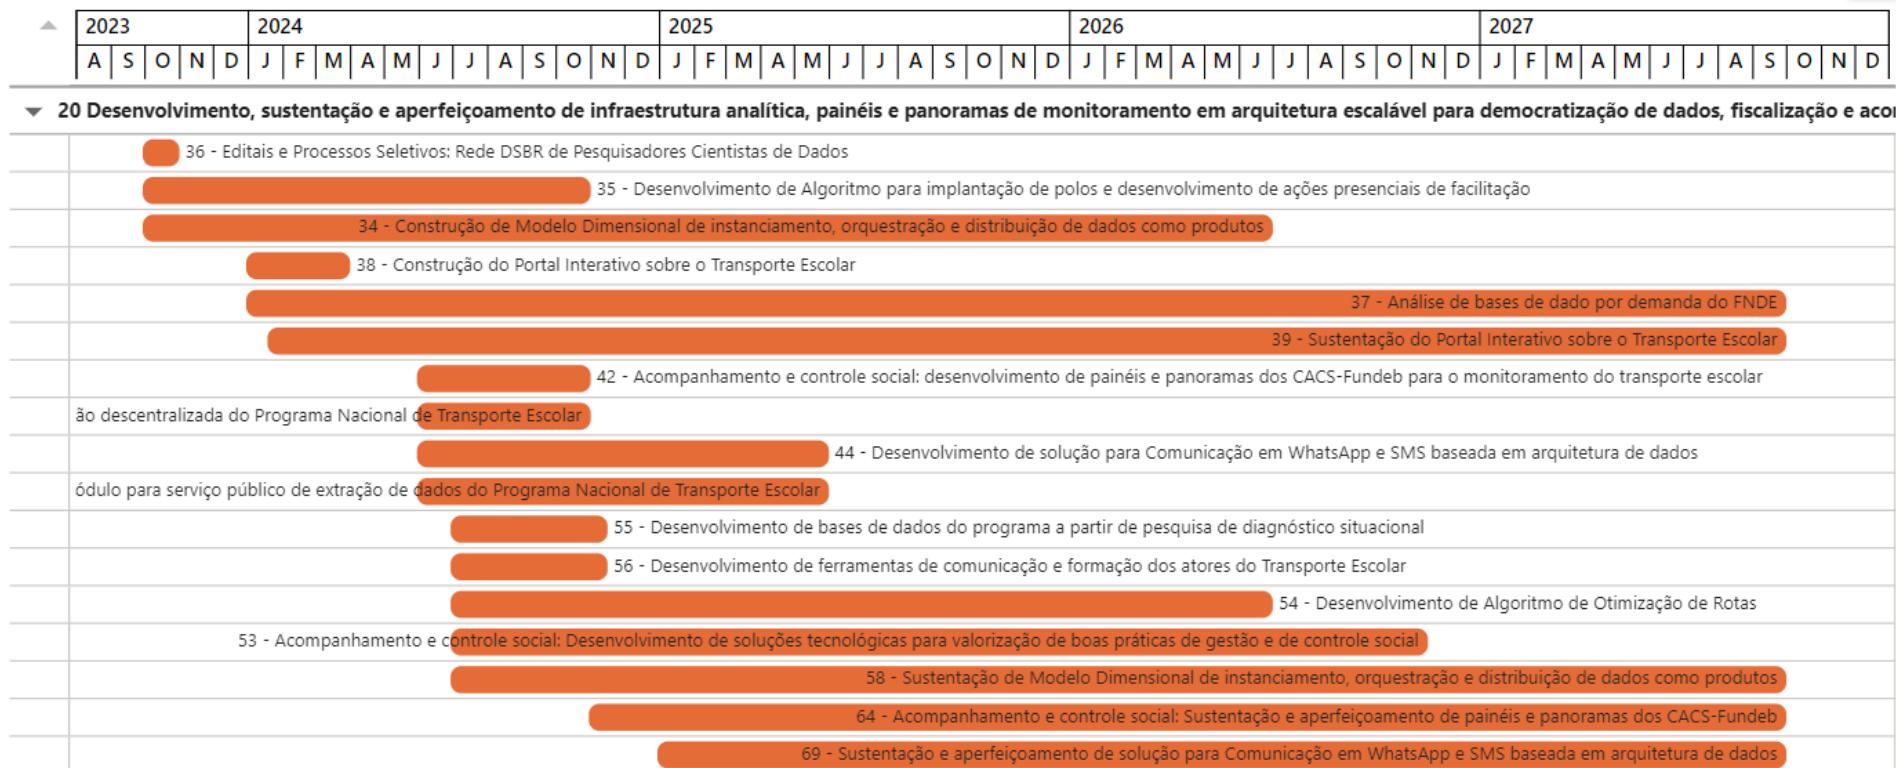 2023 2024 2025 2026 2027
A S O N D J F M A M J J A S O N D J F M A M J J A S O N D J F M A M J J A S O N D J F M A M J J A S O N D
20 Desenvolvimento, sustentação e aperfeiçoamento de infraestrutura analítica, painéis e panoramas de monitoramento em arquitetura escalável para democratização de dados, fiscalização e aco
36 - Editais e Processos Seletivos: Rede DSBR de Pesquisadores Cientistas de Dados
35 - Desenvolvimento de Algoritmo para implantação de polos e desenvolvimento de ações presenciais de facilitação
34 - Construção de Modelo Dimensional de instanciamento, orquestração e distribuição de dados como produtos
38 - Construção do Portal Interativo sobre o Transporte Escolar
37 - Análise de bases de dado por demanda do FNDE
39 - Sustentação do Portal Interativo sobre o Transporte Escolar
42 - Acompanhamento e controle social: desenvolvimento de painéis e panoramas dos CACS-Fundeb para o monitoramento do transporte escolar
ão descentralizada do Programa Nacional de Transporte Escolar
44 - Desenvolvimento de solução para Comunicação em WhatsApp e SMS baseada em arquitetura de dados
ódulo para serviço público de extração de dados do Programa Nacional de Transporte Escolar
55 - Desenvolvimento de bases de dados do programa a partir de pesquisa de diagnóstico situacional
56 - Desenvolvimento de ferramentas de comunicação e formação dos atores do Transporte Escolar
54 - Desenvolvimento de Algoritmo de Otimização de Rotas
53 - Acompanhamento e controle social: Desenvolvimento de soluções tecnológicas para valorização de boas práticas de gestão e de controle social
58 - Sustentação de Modelo Dimensional de instanciamento, orquestração e distribuição de dados como produtos
64 - Acompanhamento e controle social: Sustentação e aperfeiçoamento de painéis e panoramas dos CACS-Fundeb
69 - Sustentação e aperfeiçoamento de solução para Comunicação em WhatsApp e SMS baseada em arquitetura de dados